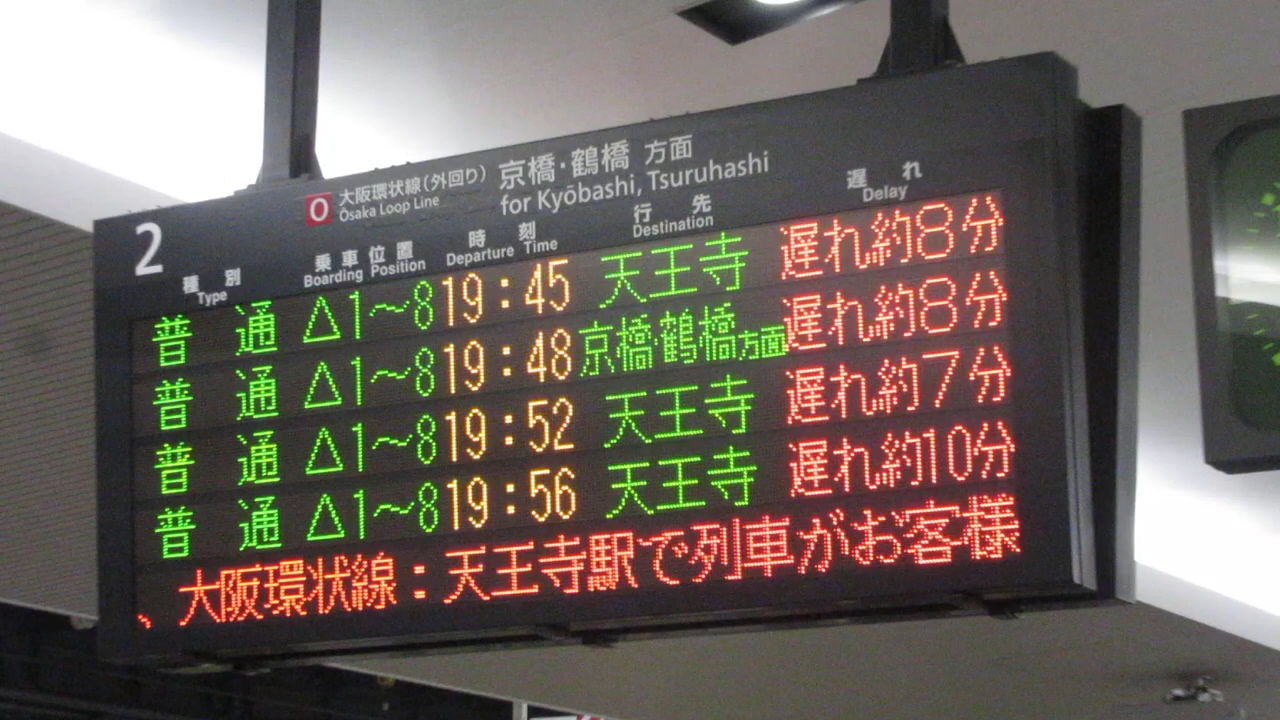 2 O 大阪環状線(外回り) 京橋・鶴橋 方面
Ōsaka Loop Line for Kyōbashi, Tsuruhashi
種別 乗車位置 時刻 行先 遅れ
Type Boarding Position Departure Time Destination Delay
普通 △1~8 19:45 天王寺 遅れ約8分
普通 △1~8 19:48 京橋・鶴橋方面 遅れ約8分
普通 △1~8 19:52 天王寺 遅れ約7分
普通 △1~8 19:56 天王寺 遅れ約10分
、大阪環状線:天王寺駅で列車がお客様